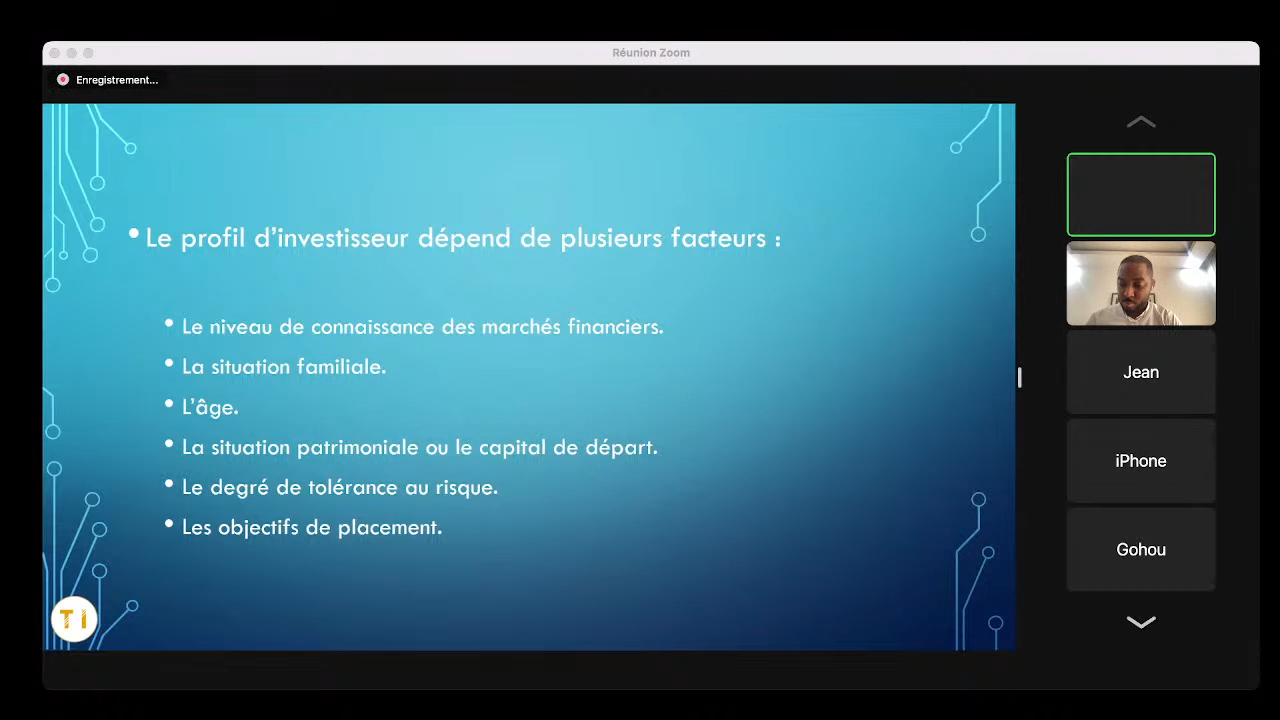 Réunion Zoom
Enregistrement...
• Le profil d'investisseur dépend de plusieurs facteurs :
• Le niveau de connaissance des marchés financiers.
• La situation familiale.
• L'âge.
• La situation patrimoniale ou le capital de départ.
• Le degré de tolérance au risque.
• Les objectifs de placement.
T I
Jean
iPhone
Gohou